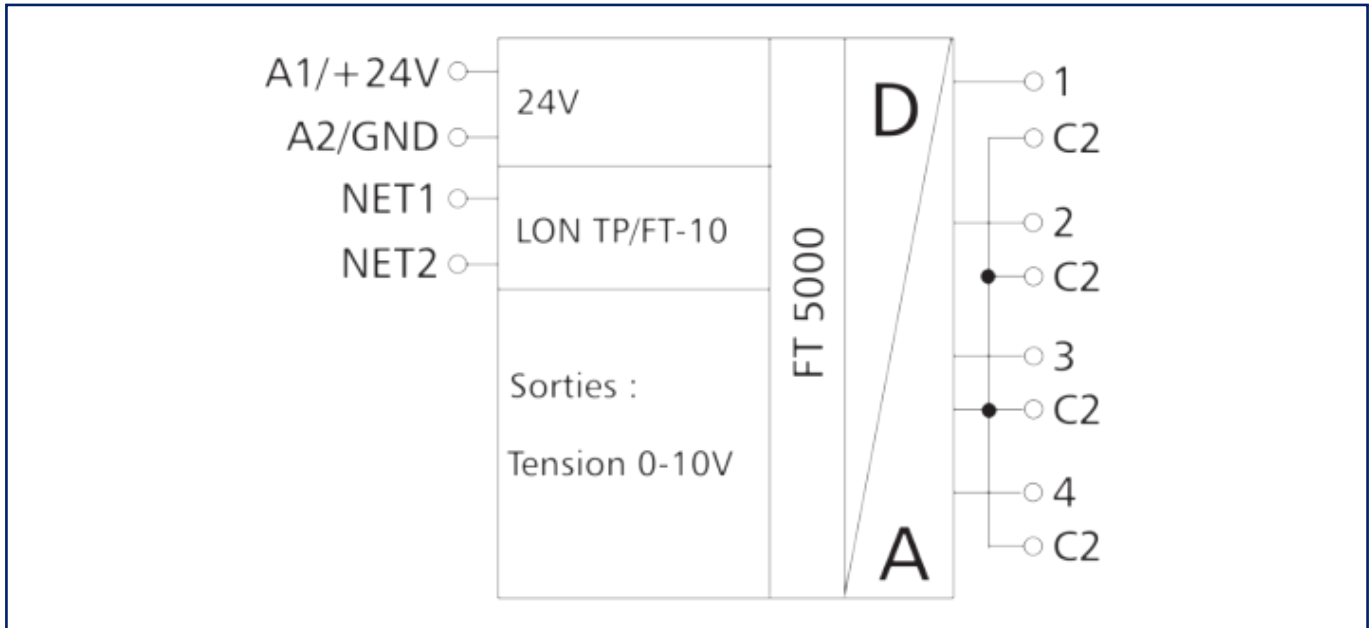 A1/+24V
A2/GND
NET1
NET2
24V
LON TP/FT-10
Sorties :
Tension 0-10V
FT 5000
D
A
1
C2
2
C2
3
C2
4
C2